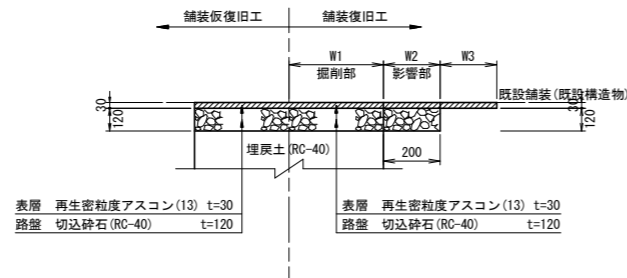 舗装仮復旧工 舗装復旧工
W1 W2 W3
掘削部 影響部
既設舗装(既設構造物)
30 30
120 120
埋戻土(RC-40) 200
表層 再生密粒度アスコン(13) t=30
路盤 切込砕石(RC-40) t=120
表層 再生密粒度アスコン(13) t=30
路盤 切込砕石(RC-40) t=120